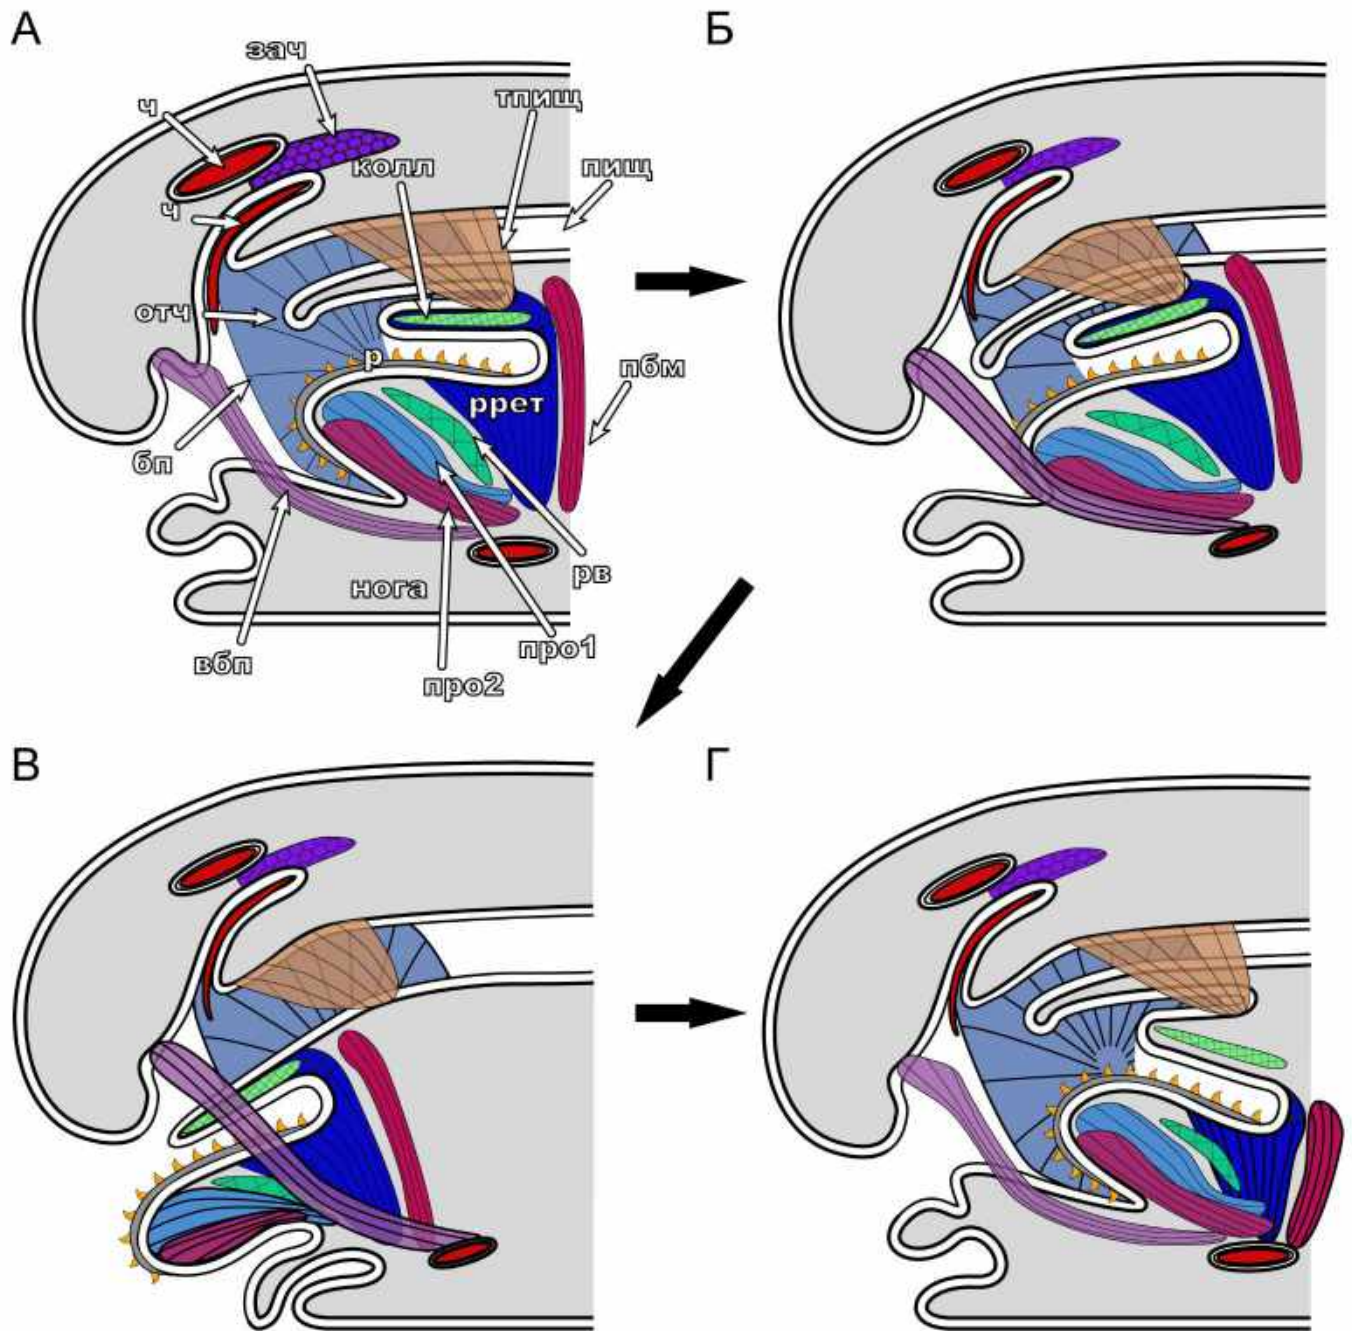 А
Б
зач
ч
тпищ
колл
пищ
ч
отч
р
пбм
ррет
бп
рв
нога
вбп
про1
про2
В
Г